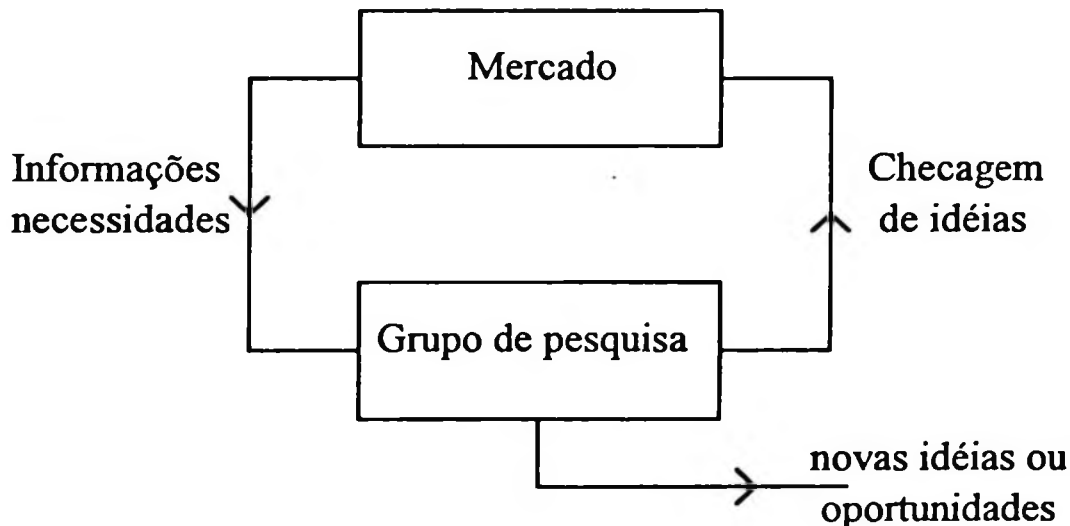 Mercado
Informações
necessidades
Checagem
de idéias
Grupo de pesquisa
novas idéias ou
oportunidades